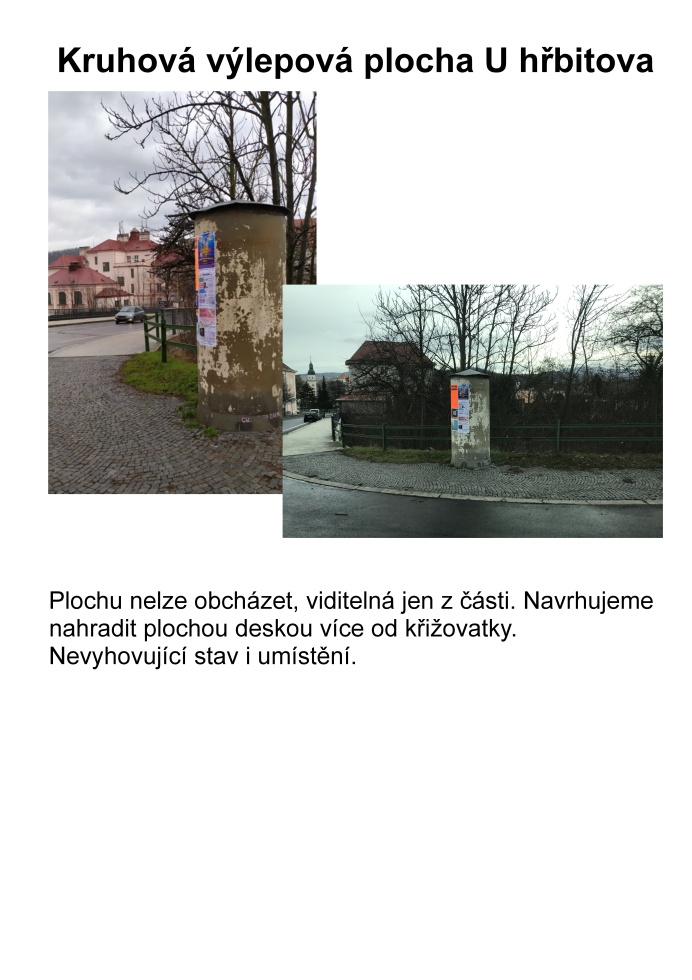 Kruhová výlepová plocha U hřbitova
Plochu nelze obcházet, viditelná jen z části. Navrhujeme
nahradit plochou deskou více od křižovatky.
Nevyhovující stav i umístění.